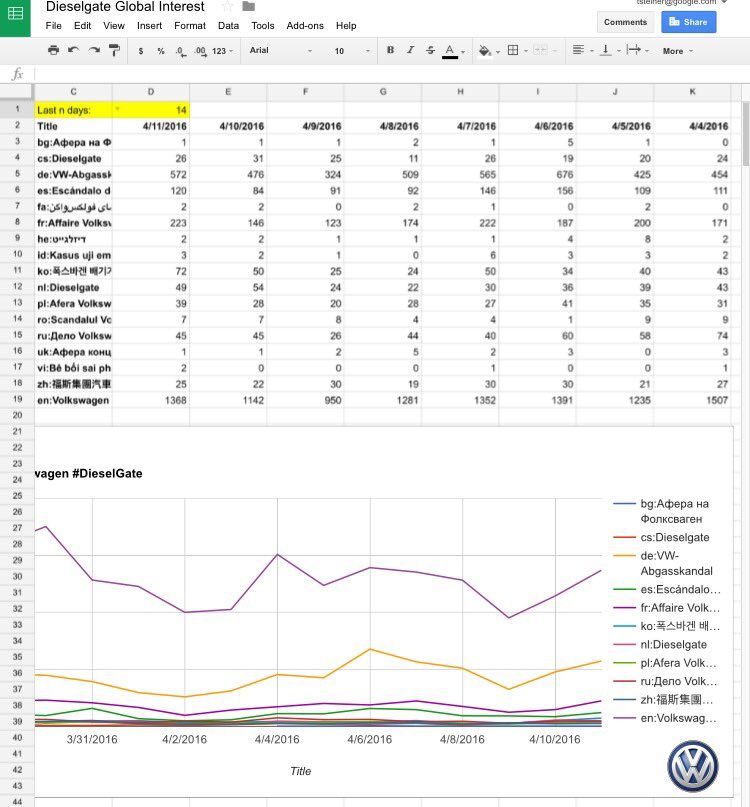 Dieselgate Global Interest
tsteiner@google.com
File Edit View Insert Format Data Tools Add-ons Help
Comments Share
$ % .0 .00 123 Arial 10 B I S A More
fx
C D E F G H I J K
1 Last n days: 14
2 Title 4/11/2016 4/10/2016 4/9/2016 4/8/2016 4/7/2016 4/6/2016 4/5/2016 4/4/2016
3 bg:Афера на Ф 1 1 1 2 1 5 1 0
4 cs:Dieselgate 26 31 25 11 26 19 20 24
5 de:VW-Abgassk 572 476 324 509 565 676 425 454
6 es:Escándalo d 120 84 91 92 146 156 109 111
7 fa:سای فولکس‌واکن 2 2 0 2 1 0 2 0
8 fr:Affaire Volksw 223 146 123 174 222 187 200 171
9 he:דיזלגייט 2 2 1 1 1 4 8 2
10 id:Kasus uji em 3 2 1 0 6 3 3 2
11 ko:폭스바겐 배기가 72 50 25 24 50 34 40 43
12 nl:Dieselgate 49 54 24 22 30 36 39 43
13 pl:Afera Volksw 39 28 20 28 27 41 35 31
14 ro:Scandalul Vc 7 7 8 4 4 1 9 9
15 ru:Дело Volksw 45 45 26 44 40 60 58 74
16 uk:Афера конц 1 1 2 5 2 3 0 3
17 vi:Bê bối sai ph 2 0 0 1 0 0 0 1
18 zh:福斯集團汽車 25 22 30 19 30 30 21 27
19 en:Volkswagen 1368 1142 950 1281 1352 1391 1235 1507
20
21
22
23
wagen #DieselGate
24
25
26 bg:Афера на
Фолксваген
27
28 cs:Dieselgate
29 de:VW-
30 Abgasskandal
31 es:Escándalo...
32 fr:Affaire Volk...
33 ko:폭스바겐 배...
34 nl:Dieselgate
35 pl:Afera Volk...
36 ru:Дело Volk...
37 zh:福斯集團...
38 en:Volkswag...
39
40 3/31/2016 4/2/2016 4/4/2016 4/6/2016 4/8/2016 4/10/2016
41
42 Title
43
44